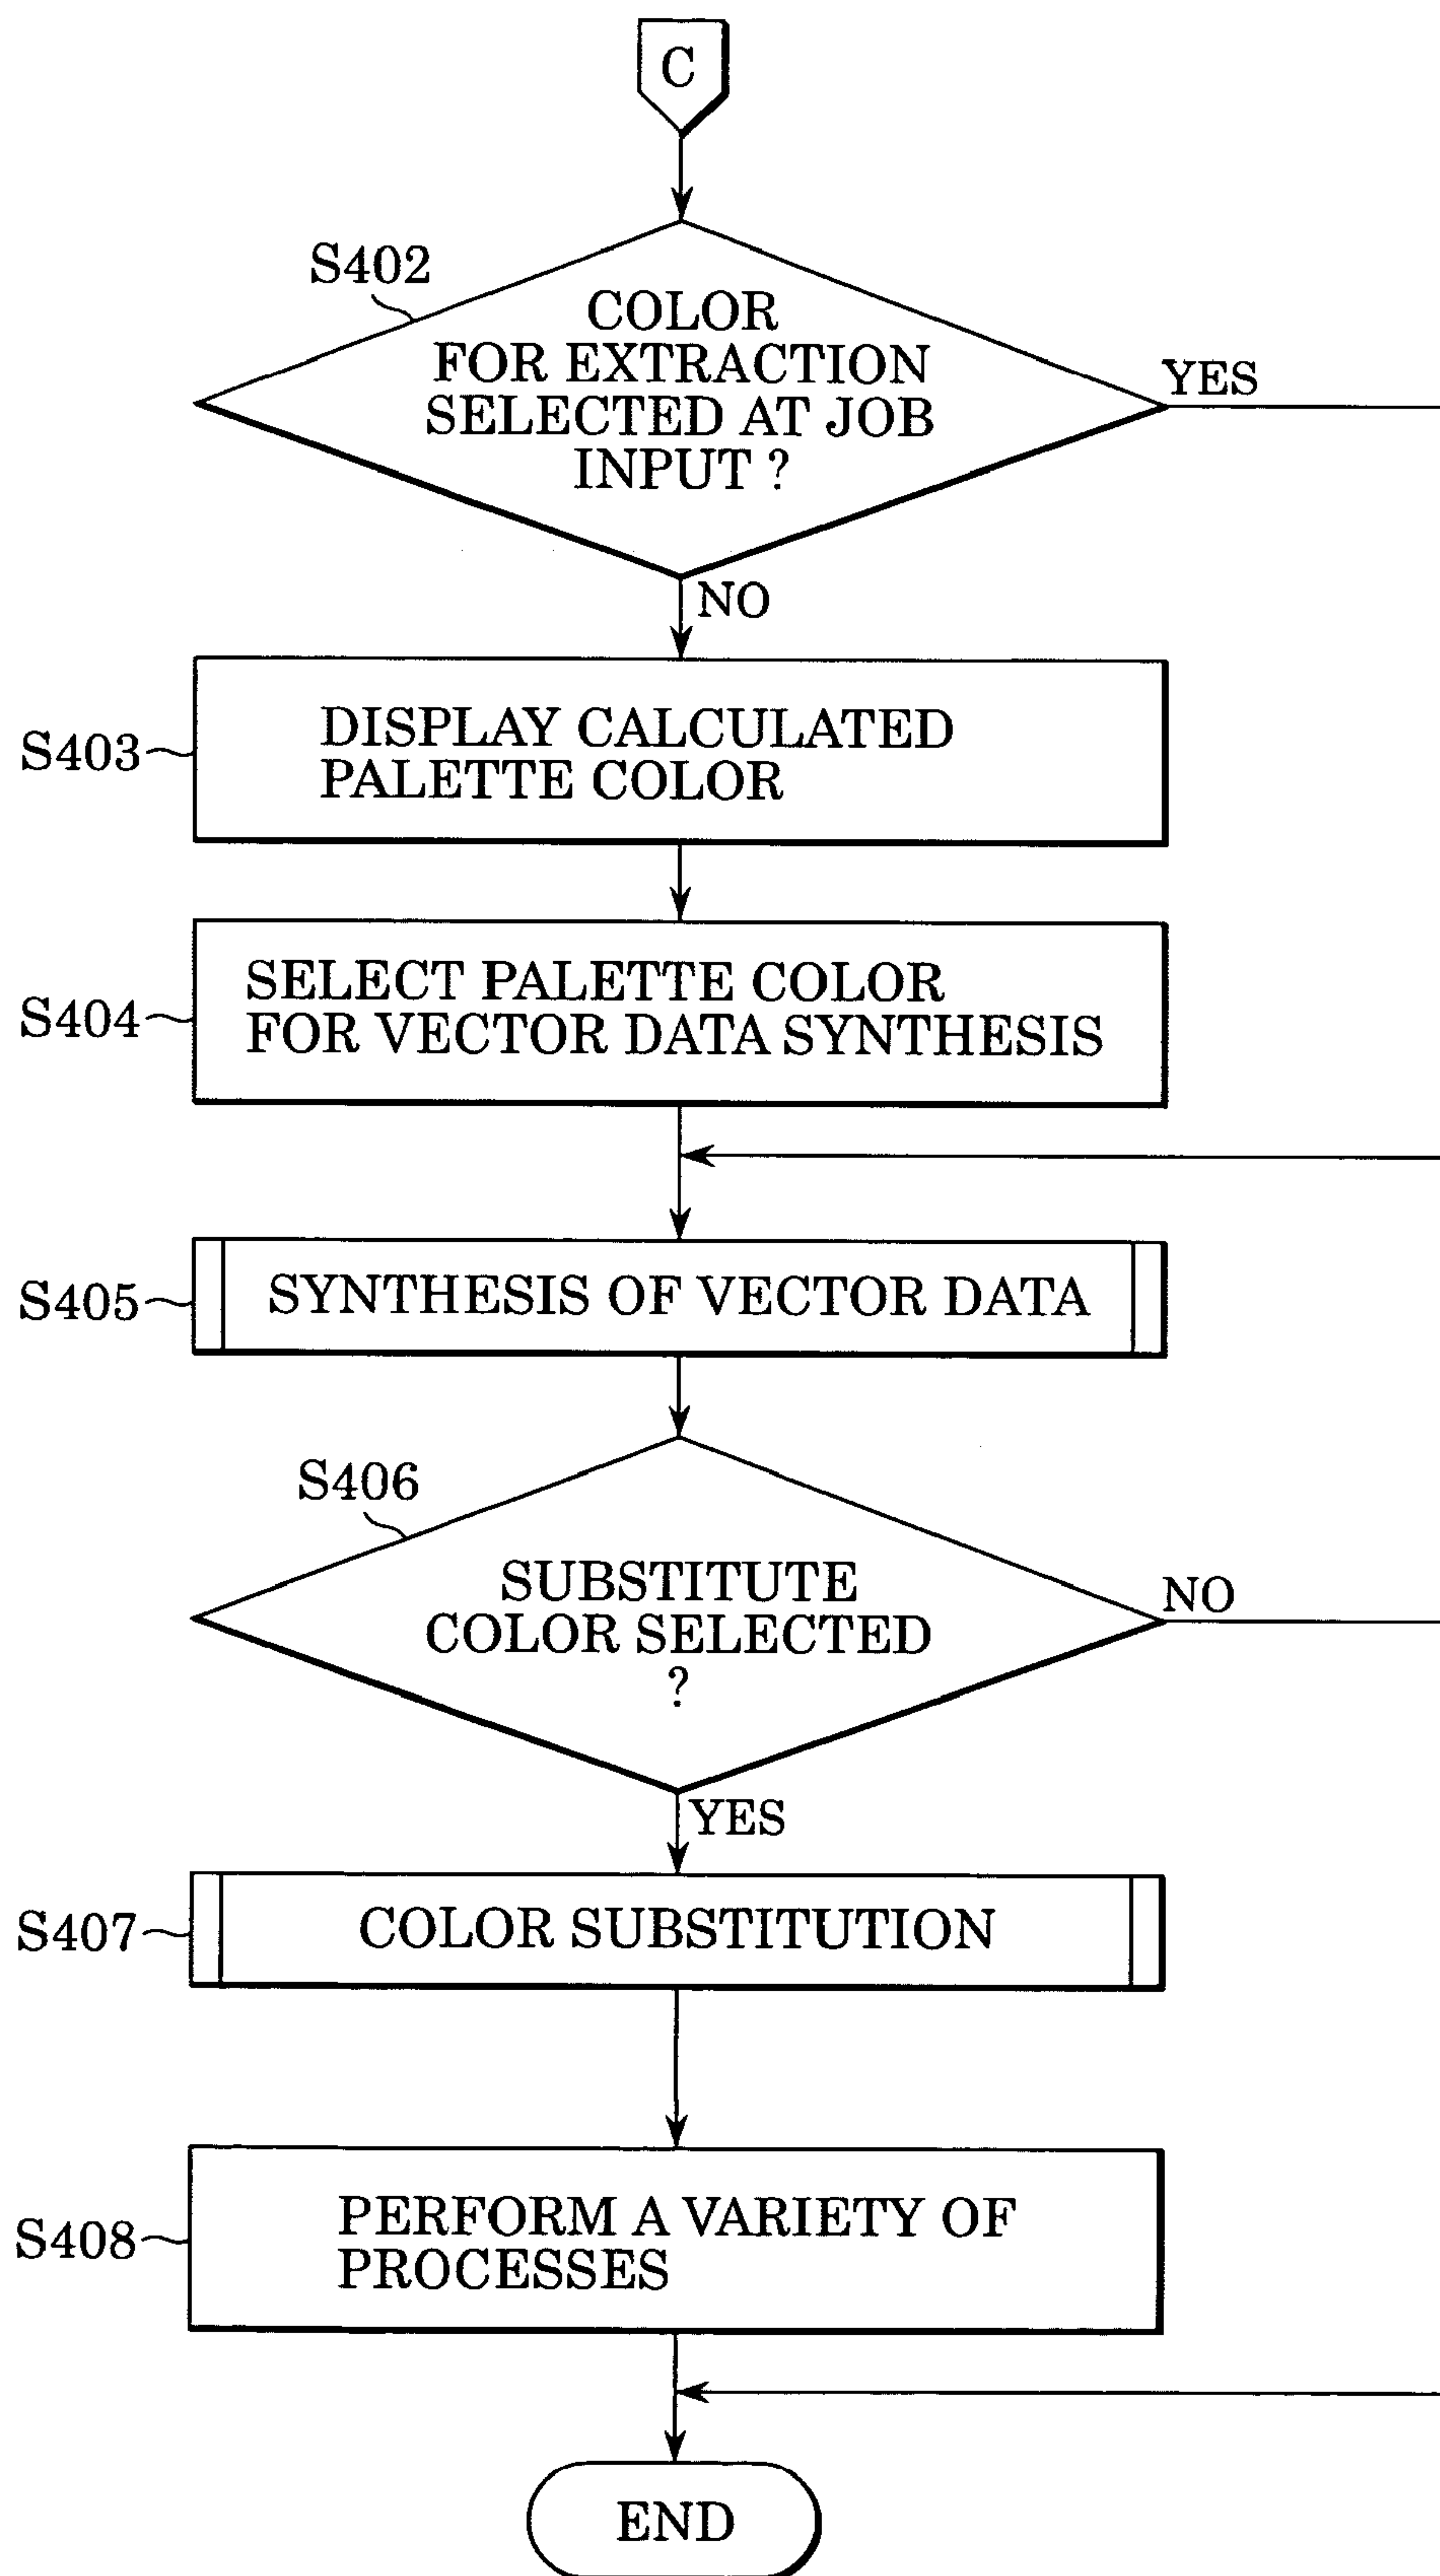 C
S402
COLOR
FOR EXTRACTION
SELECTED AT JOB
INPUT ?
YES
NO
S403
DISPLAY CALCULATED
PALETTE COLOR
S404
SELECT PALETTE COLOR
FOR VECTOR DATA SYNTHESIS
S405
SYNTHESIS OF VECTOR DATA
S406
SUBSTITUTE
COLOR SELECTED
?
NO
YES
S407
COLOR SUBSTITUTION
S408
PERFORM A VARIETY OF
PROCESSES
END